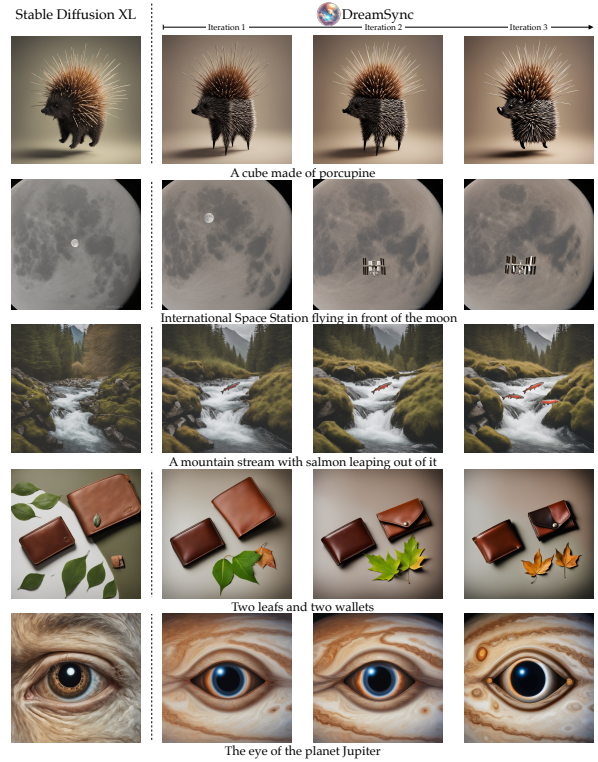 Stable Diffusion XL
DreamSync
Iteration 1
Iteration 2
Iteration 3
A cube made of porcupine
International Space Station flying in front of the moon
A mountain stream with salmon leaping out of it
Two leafs and two wallets
The eye of the planet Jupiter